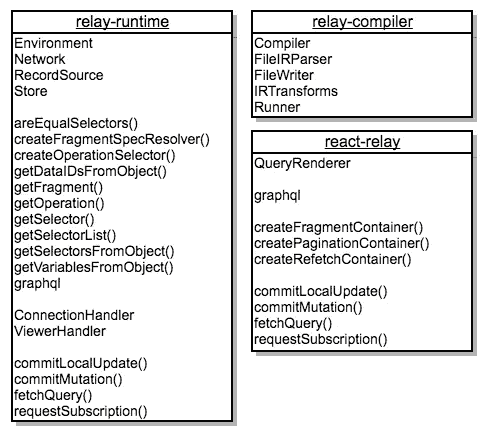 relay-runtime
Environment
Network
RecordSource
Store
areEqualSelectors()
createFragmentSpecResolver()
createOperationSelector()
getDataIDsFromObject()
getFragment()
getOperation()
getSelector()
getSelectorList()
getSelectorsFromObject()
getVariablesFromObject()
graphql
ConnectionHandler
ViewerHandler
commitLocalUpdate()
commitMutation()
fetchQuery()
requestSubscription()
relay-compiler
Compiler
FileIRParser
FileWriter
IRTransforms
Runner
react-relay
QueryRenderer
graphql
createFragmentContainer()
createPaginationContainer()
createRefetchContainer()
commitLocalUpdate()
commitMutation()
fetchQuery()
requestSubscription()